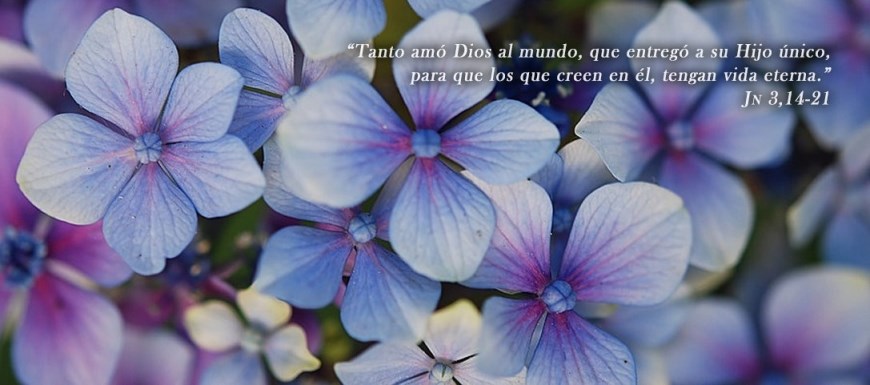 “Tanto amó Dios al mundo, que entregó a su Hijo único,
para que los que creen en él, tengan vida eterna.”
Jn 3,14-21